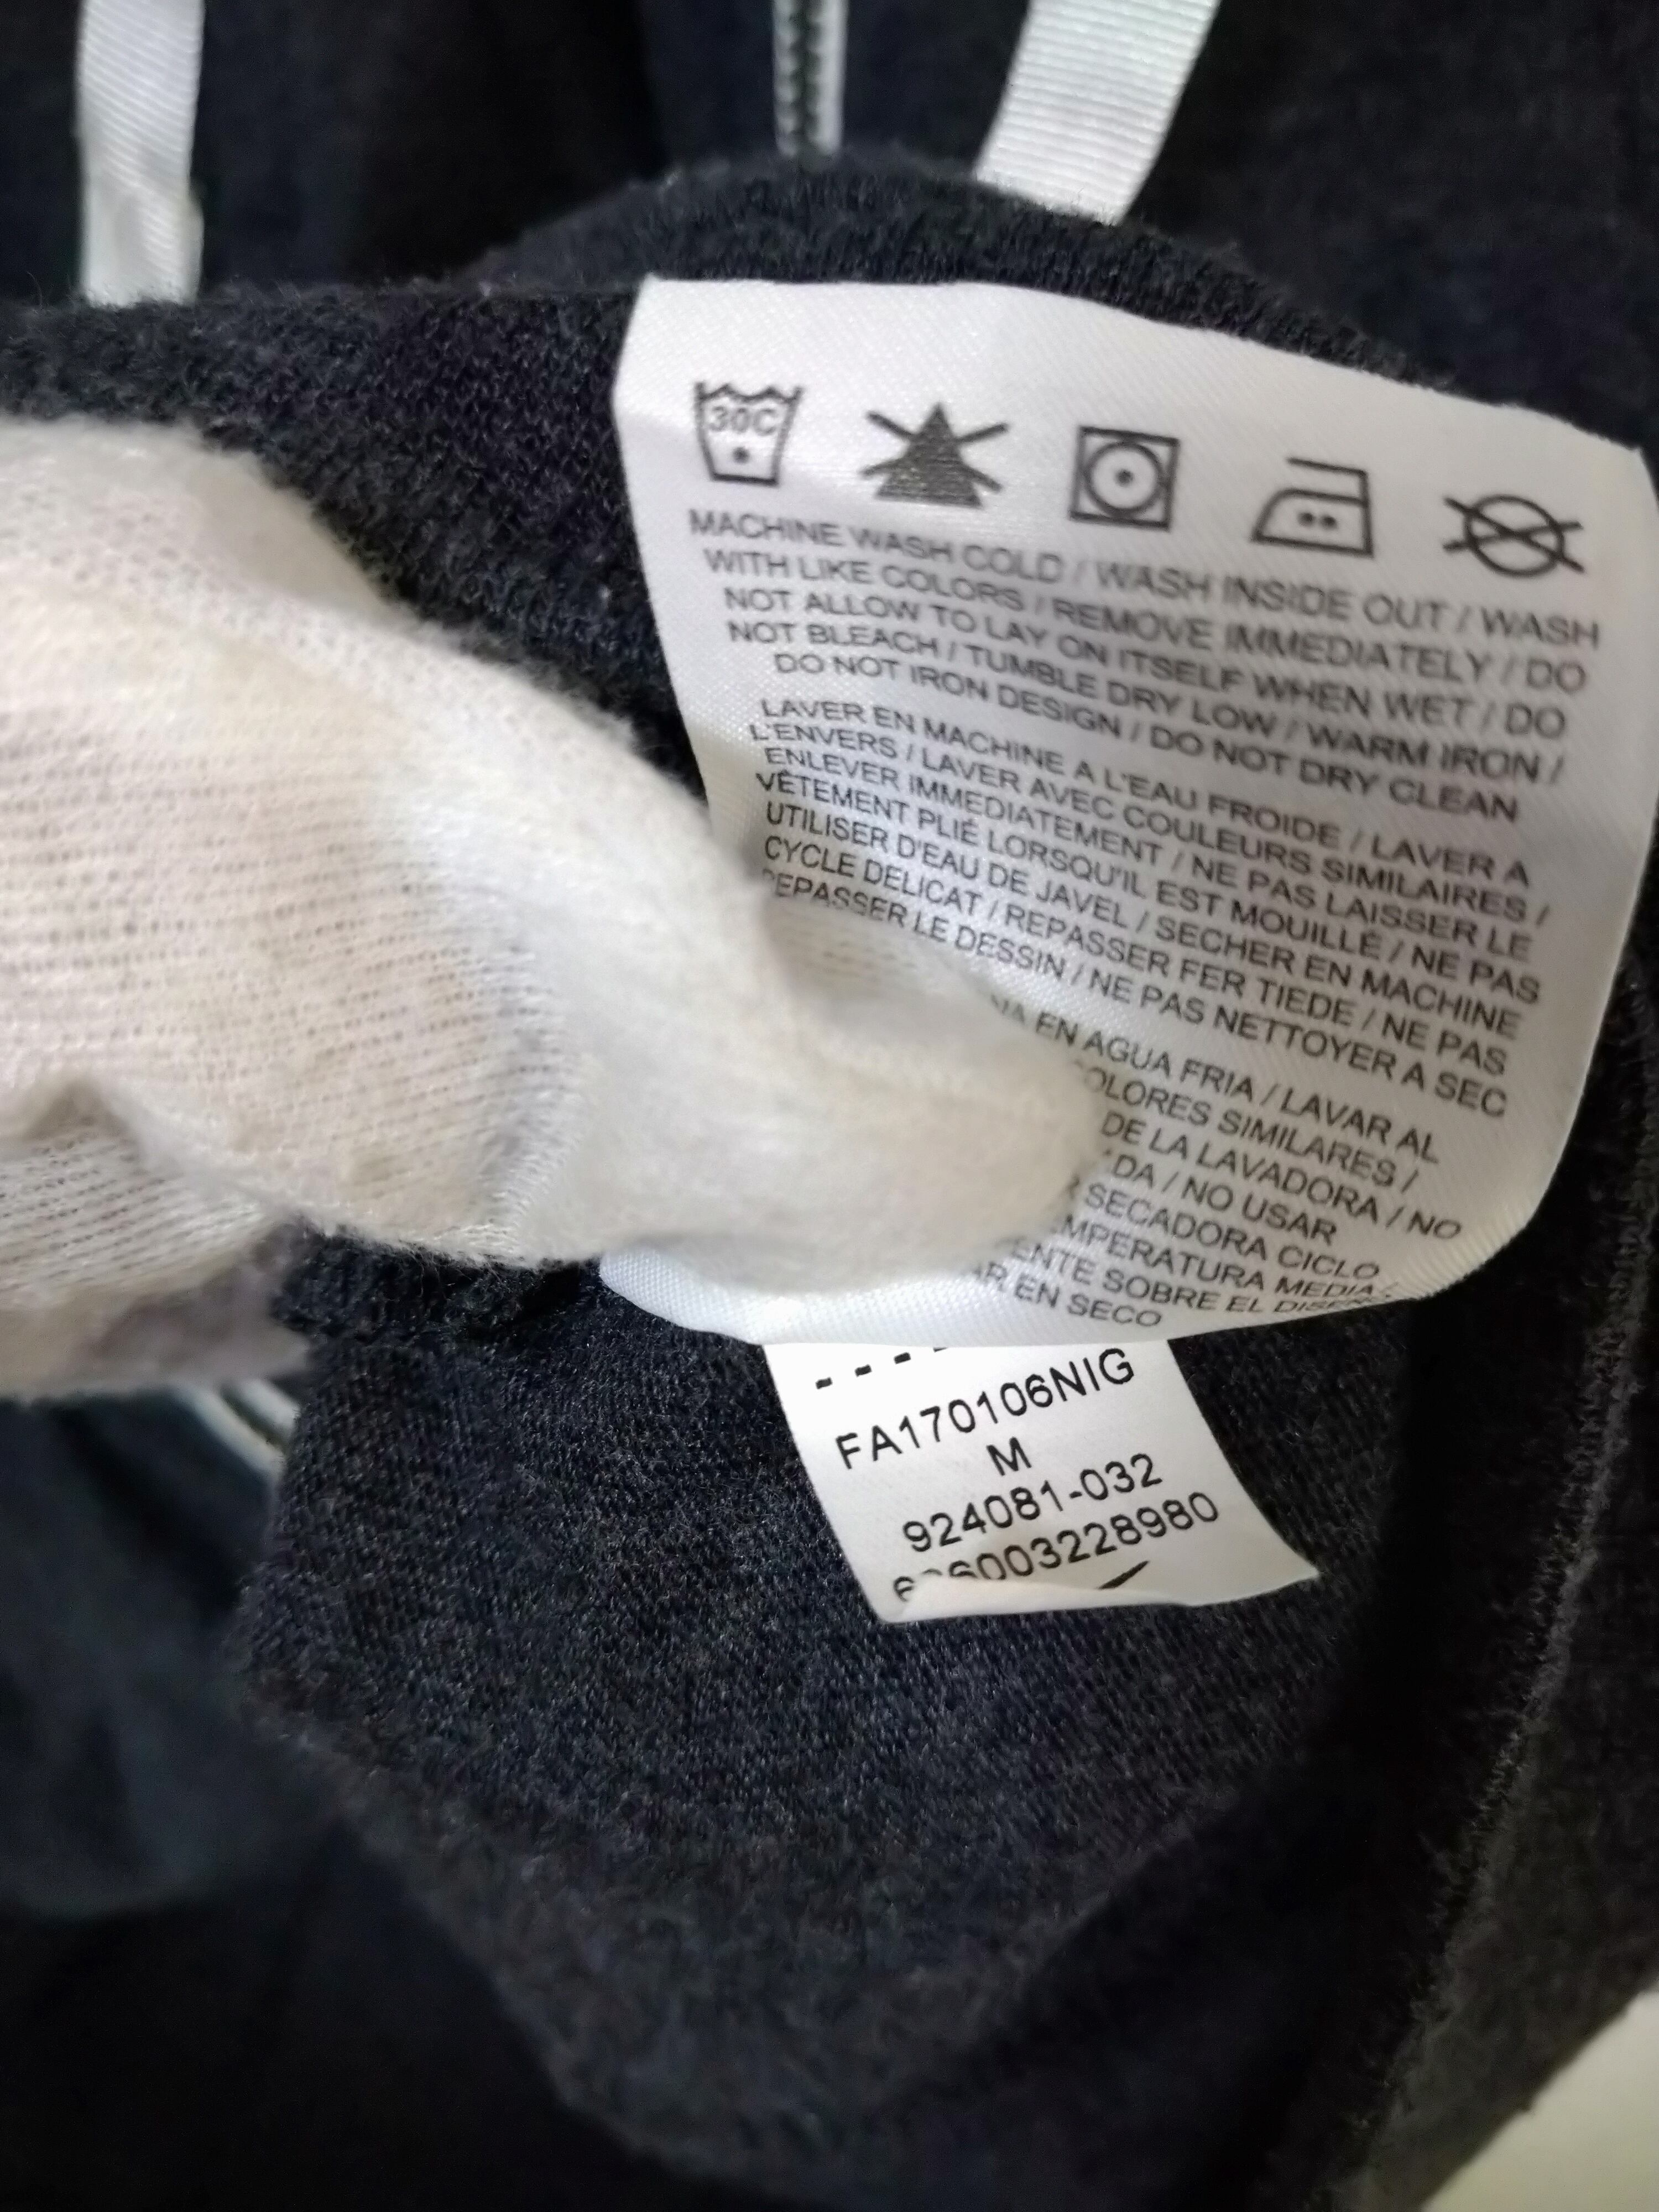 30C
MACHINE WASH COLD / WASH INSIDE OUT / WASH
WITH LIKE COLORS / REMOVE IMMEDIATELY / DO
NOT ALLOW TO LAY ON ITSELF WHEN WET / DO
NOT BLEACH / TUMBLE DRY LOW / WARM IRON /
DO NOT IRON DESIGN / DO NOT DRY CLEAN
LAVER EN MACHINE A L'EAU FROIDE / LAVER A
L'ENVERS / LAVER AVEC COULEURS SIMILAIRES /
ENLEVER IMMEDIATEMENT / NE PAS LAISSER LE
VÊTEMENT PLIÉ LORSQU'IL EST MOUILLÉ / NE PAS
UTILISER D'EAU DE JAVEL / SECHER EN MACHINE
CYCLE DELICAT / REPASSER FER TIEDE / NE PAS
REPASSER LE DESSIN / NE PAS NETTOYER A SEC
EN AGUA FRIA / LAVAR AL
COLORES SIMILARES /
DE LA LAVADORA / NO
/ NO USAR
SECADORA CICLO
TEMPERATURA MEDIA
SOBRE EL
EN SECO
FA170106NIG
M
924081-032